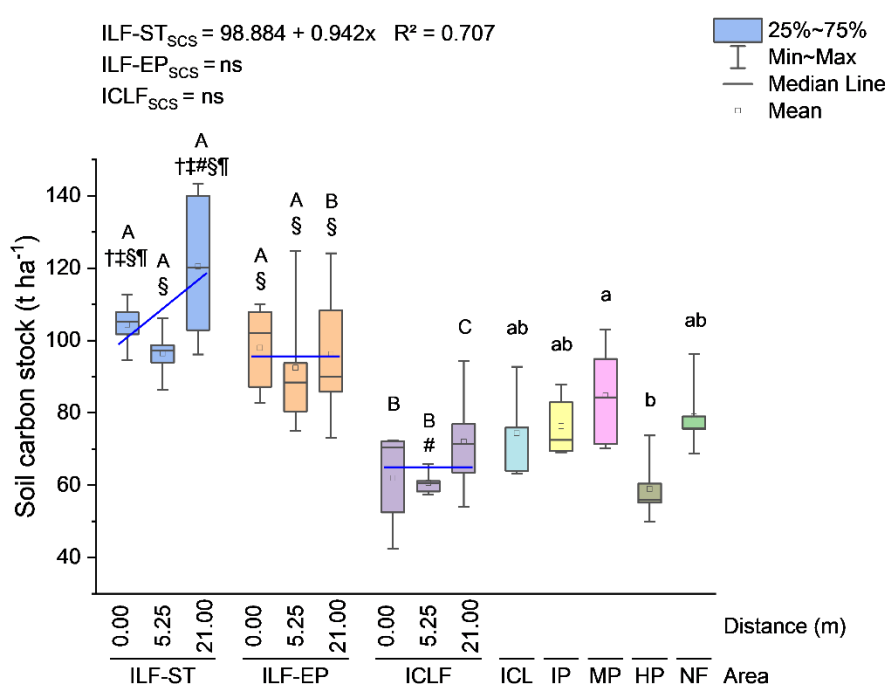 ILF-ST_SCS = 98.884 + 0.942x R² = 0.707
ILF-EP_SCS = ns
ICLF_SCS = ns
25%~75%
Min~Max
Median Line
Mean
Soil carbon stock (t ha⁻¹)
140
120
100
80
60
40
A
†‡§¶
A
§
A
†‡#§¶
A
§
A
§
B
§
B
B
#
C
ab
ab
a
b
ab
0.00 5.25 21.00 0.00 5.25 21.00 0.00 5.25 21.00 Distance (m)
ILF-ST ILF-EP ICLF ICL IP MP HP NF Area